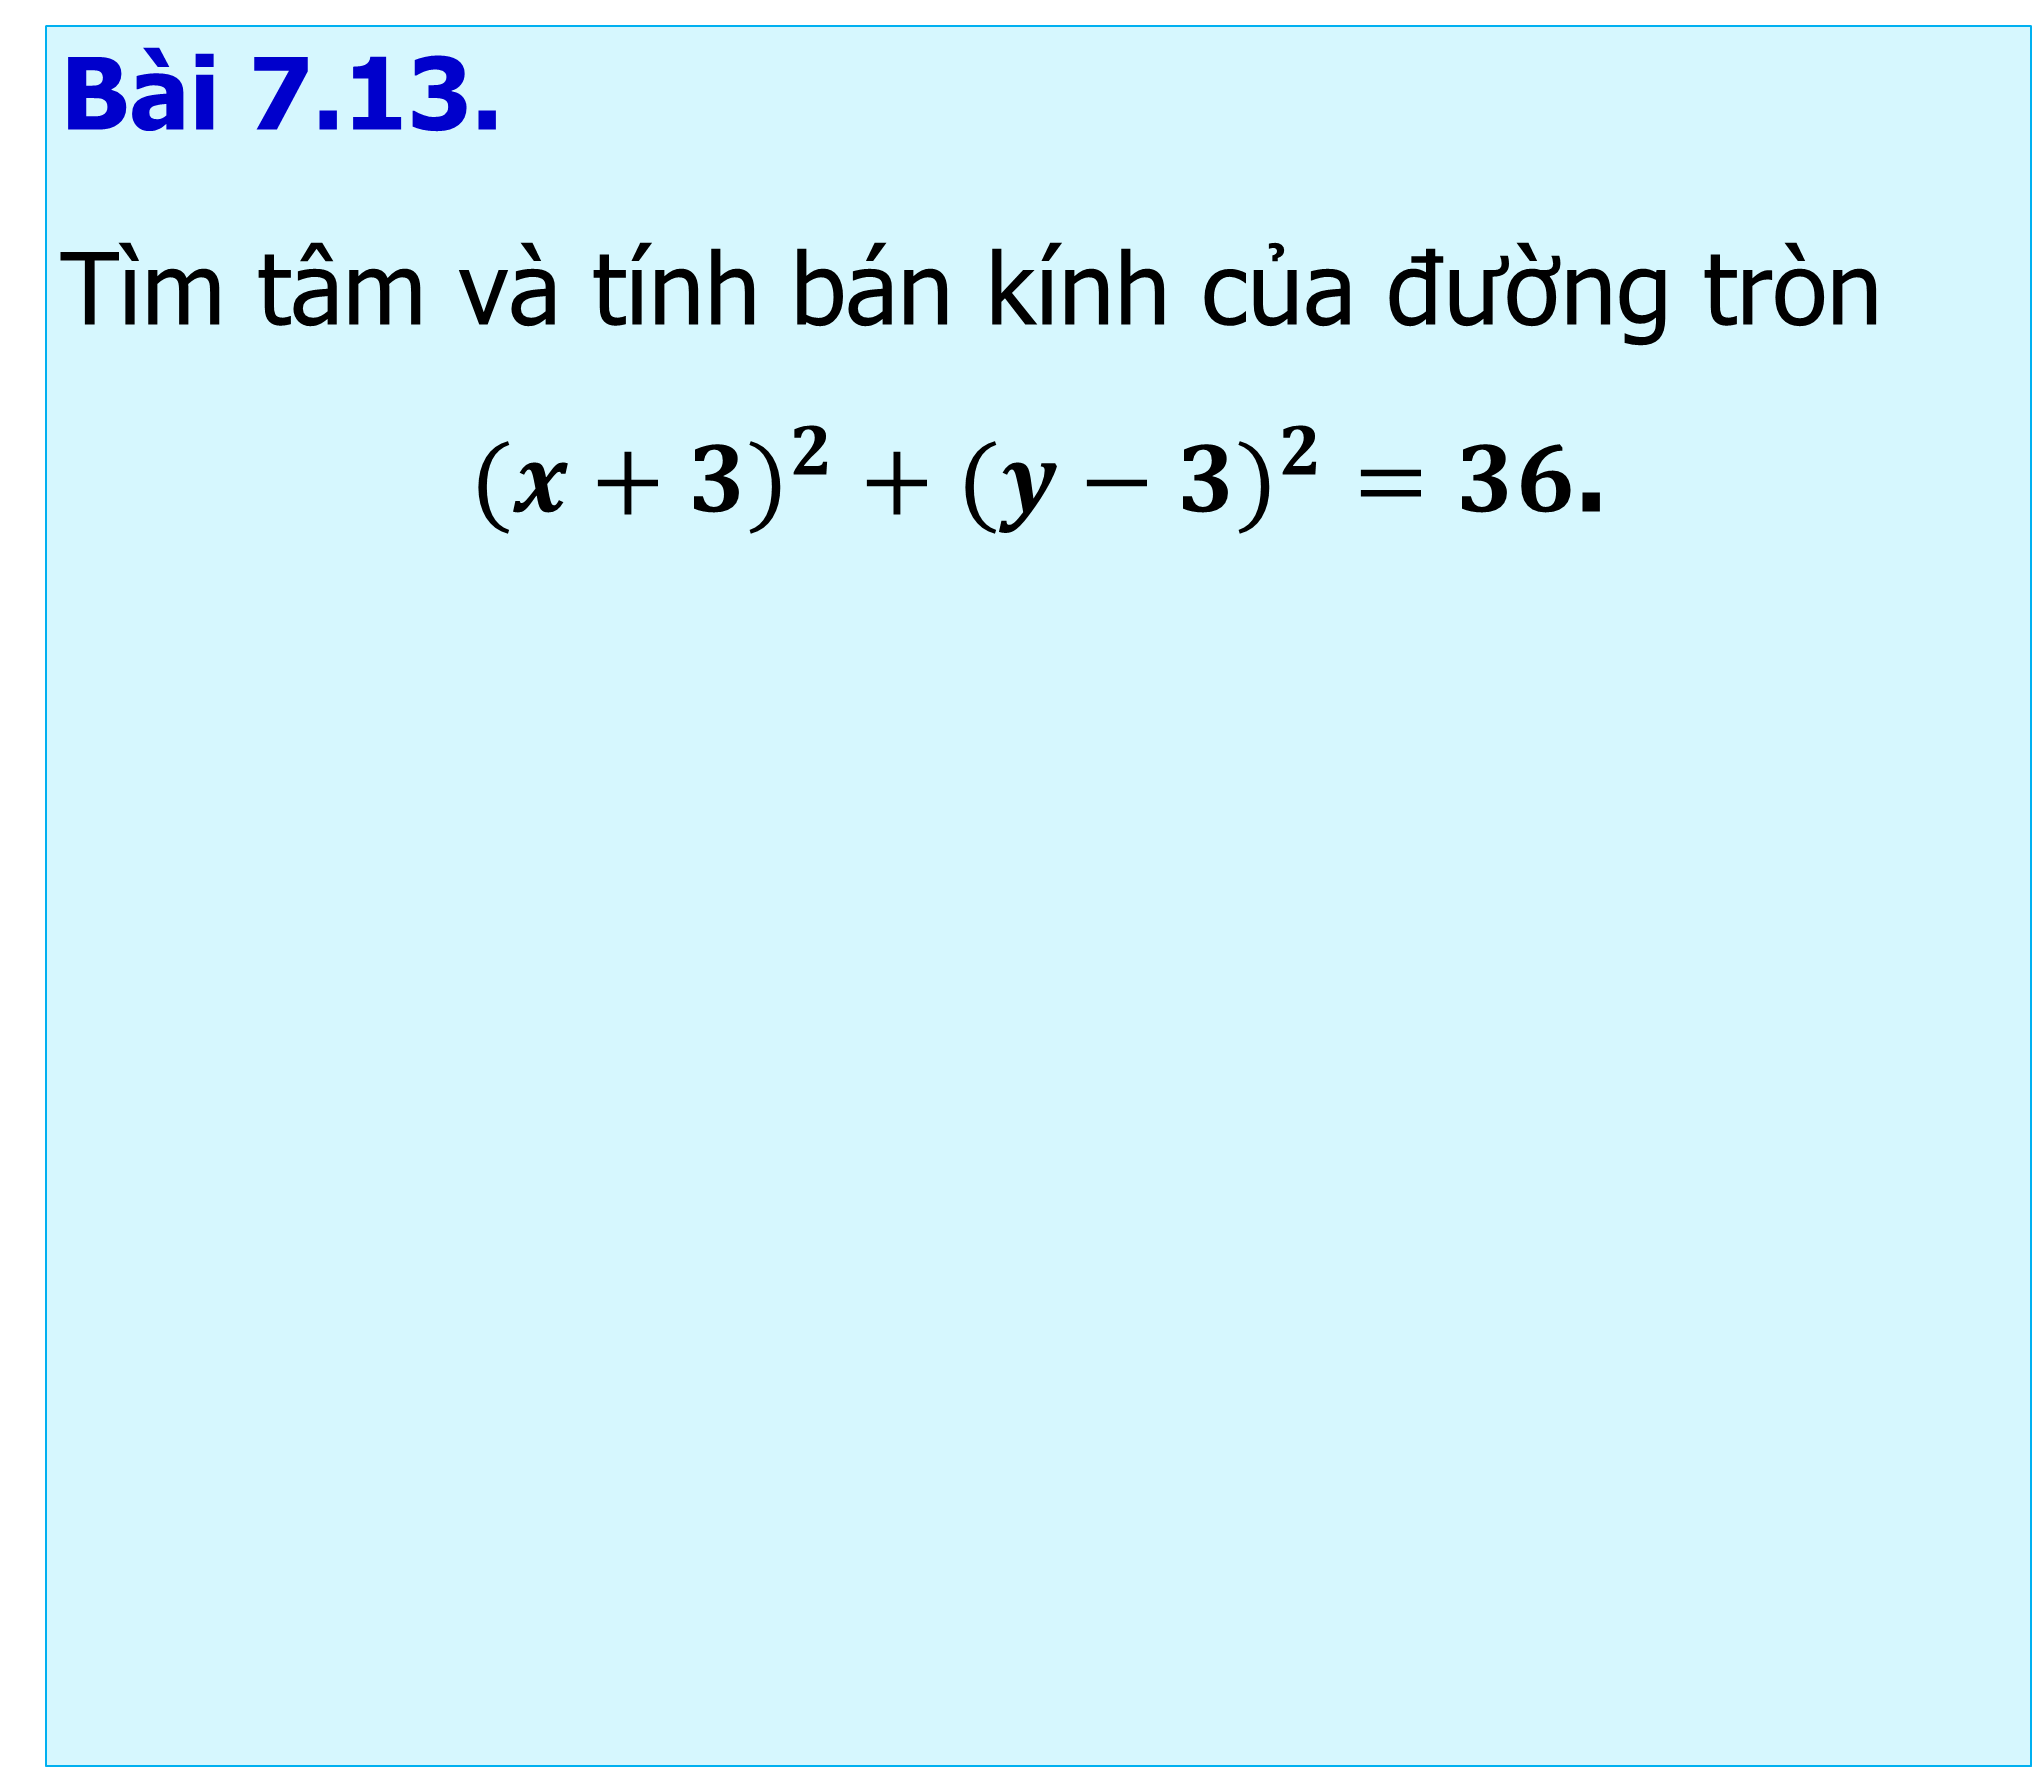 Bài 7.13.
Tìm tâm và tính bán kính của đường tròn
(x + 3)² + (y − 3)² = 36.